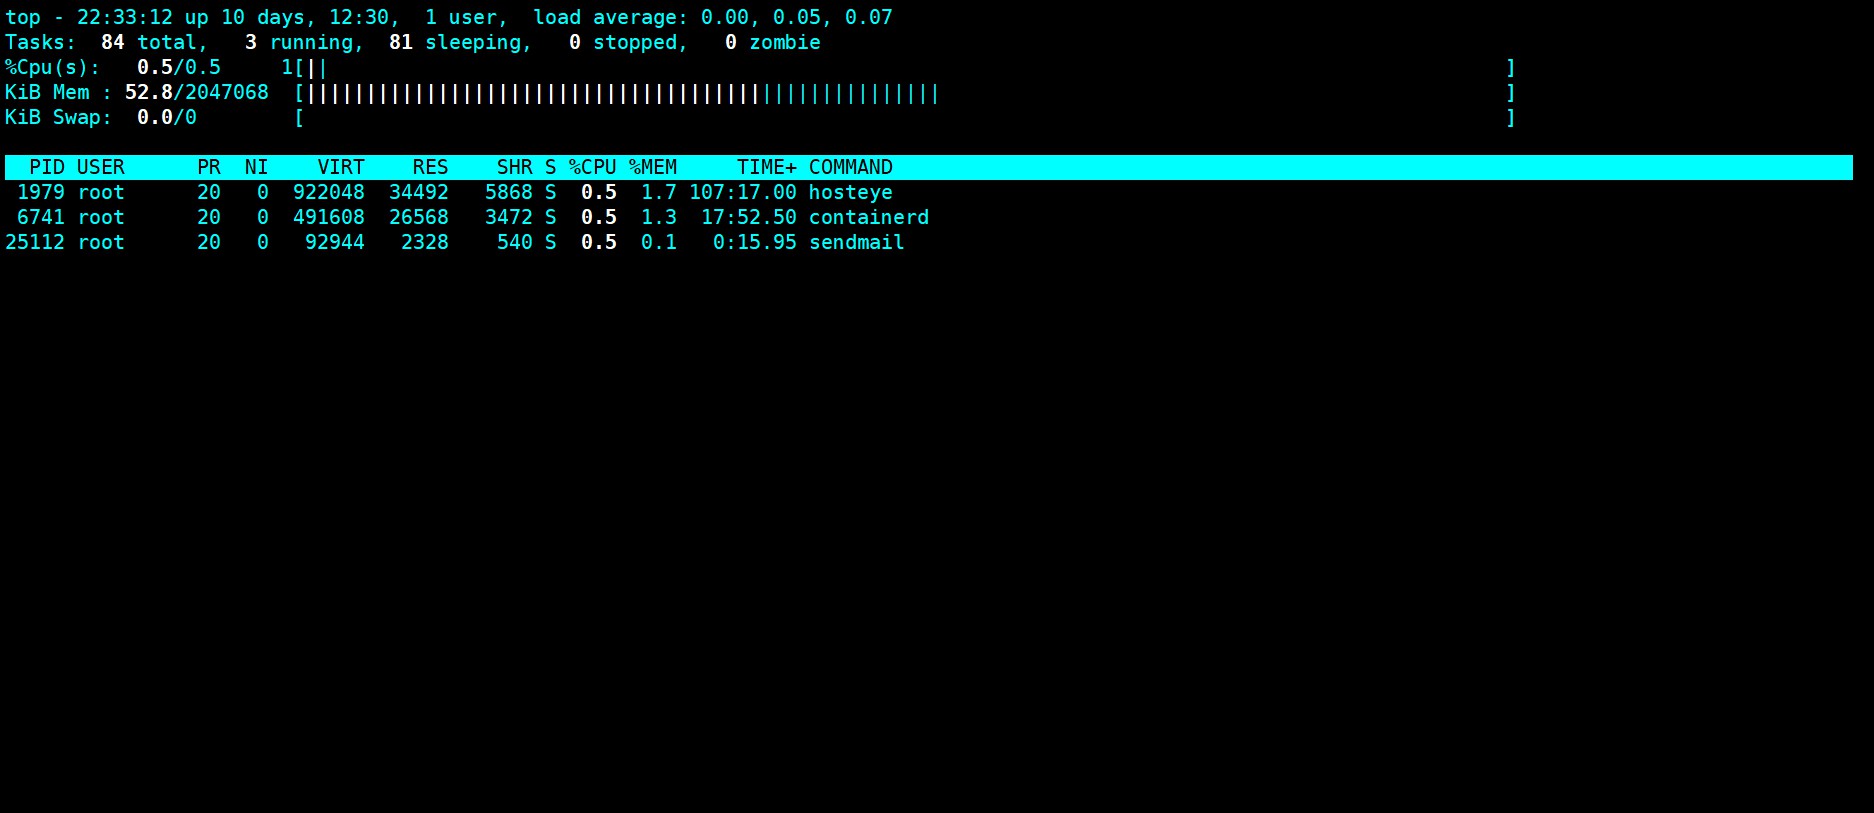 top - 22:33:12 up 10 days, 12:30,  1 user,  load average: 0.00, 0.05, 0.07
Tasks:  84 total,   3 running,  81 sleeping,   0 stopped,   0 zombie
%Cpu(s):   0.5/0.5     1[||                                                                                                  ]
KiB Mem : 52.8/2047068  [|||||||||||||||||||||||||||||||||||||||||||||||||||||                                               ]
KiB Swap:  0.0/0        [                                                                                                    ]
  PID USER      PR  NI    VIRT    RES    SHR S %CPU %MEM     TIME+ COMMAND
 1979 root      20   0  922048  34492   5868 S  0.5  1.7 107:17.00 hosteye
 6741 root      20   0  491608  26568   3472 S  0.5  1.3  17:52.50 containerd
25112 root      20   0   92944   2328    540 S  0.5  0.1   0:15.95 sendmail